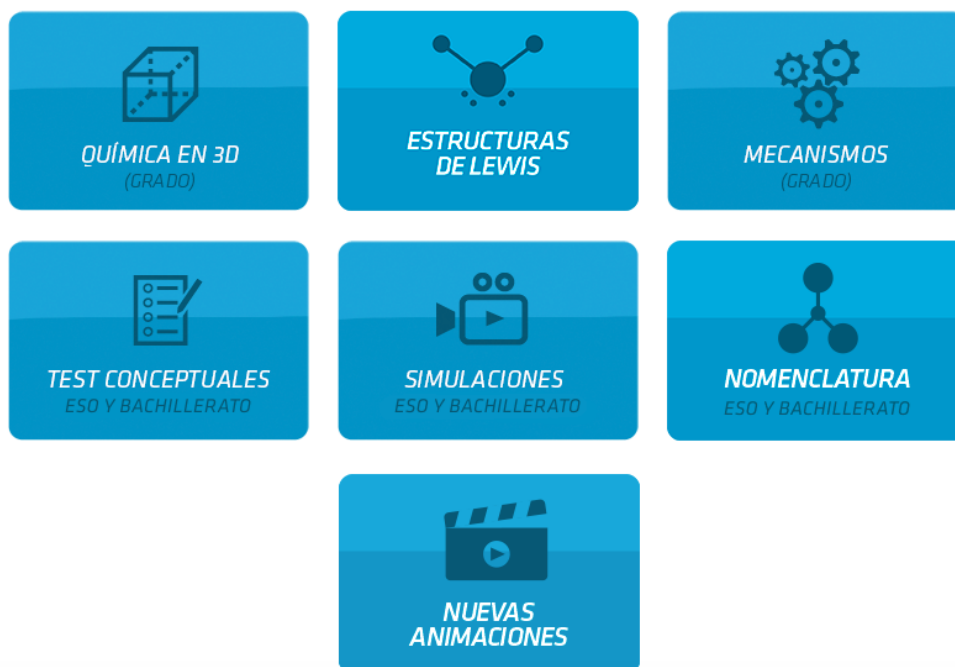 QUÍMICA EN 3D
(GRADO)
ESTRUCTURAS
DE LEWIS
MECANISMOS
(GRADO)
TEST CONCEPTUALES
ESO Y BACHILLERATO
SIMULACIONES
ESO Y BACHILLERATO
NOMENCLATURA
ESO Y BACHILLERATO
NUEVAS
ANIMACIONES